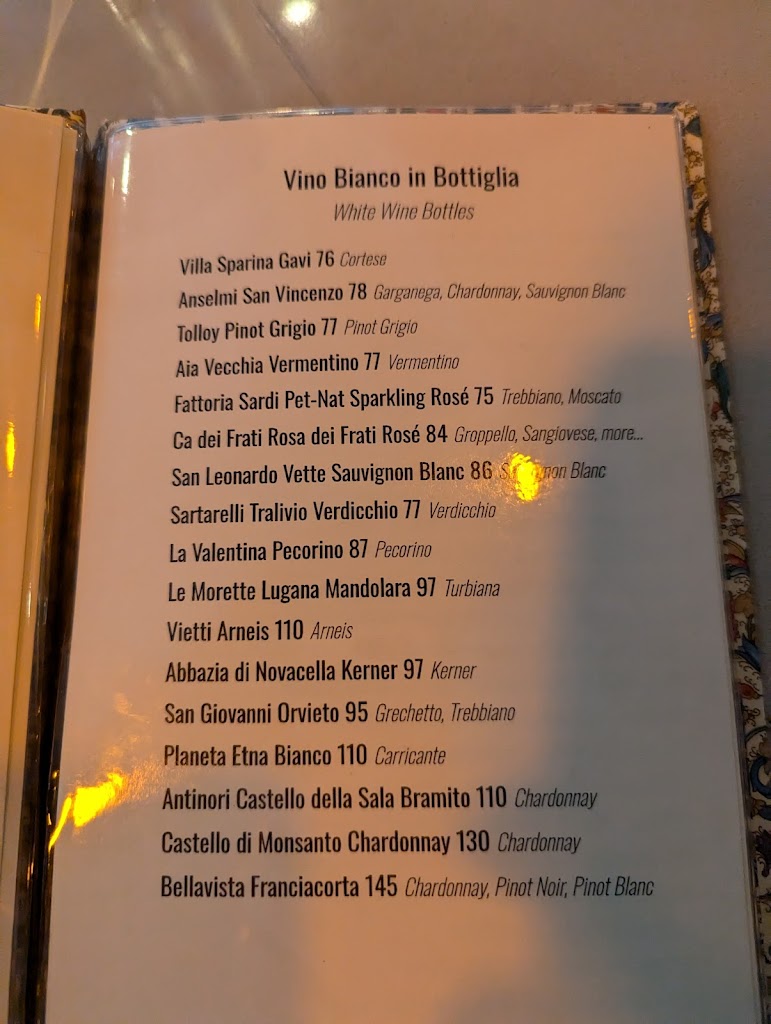 Vino Bianco in Bottiglia
White Wine Bottles
Villa Sparina Gavi 76 Cortese
Anselmi San Vincenzo 78 Garganega, Chardonnay, Sauvignon Blanc
Tolloy Pinot Grigio 77 Pinot Grigio
Aia Vecchia Vermentino 77 Vermentino
Fattoria Sardi Pet-Nat Sparkling Rosé 75 Trebbiano, Moscato
Ca dei Frati Rosa dei Frati Rosé 84 Groppello, Sangiovese, more...
San Leonardo Vette Sauvignon Blanc 86 Sauvignon Blanc
Sartarelli Tralivio Verdicchio 77 Verdicchio
La Valentina Pecorino 87 Pecorino
Le Morette Lugana Mandolara 97 Turbiana
Vietti Arneis 110 Arneis
Abbazia di Novacella Kerner 97 Kerner
San Giovanni Orvieto 95 Grechetto, Trebbiano
Planeta Etna Bianco 110 Carricante
Antinori Castello della Sala Bramito 110 Chardonnay
Castello di Monsanto Chardonnay 130 Chardonnay
Bellavista Franciacorta 145 Chardonnay, Pinot Noir, Pinot Blanc